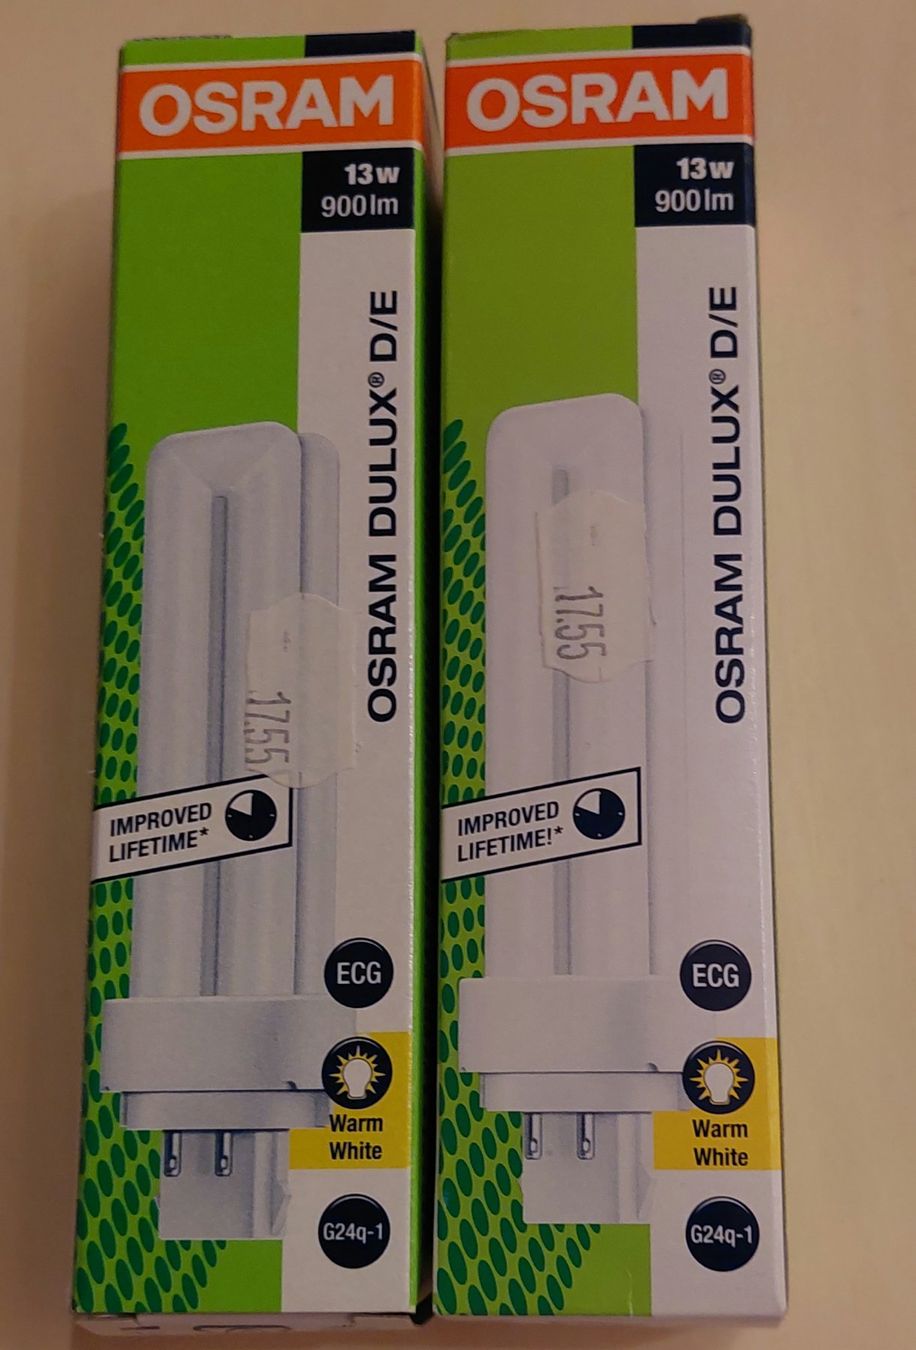 OSRAM
13w
900lm
OSRAM DULUX® D/E
17.55
IMPROVED
LIFETIME*
ECG
Warm
White
G24q-1
OSRAM
13w
900lm
OSRAM DULUX® D/E
17.55
IMPROVED
LIFETIME!*
ECG
Warm
White
G24q-1